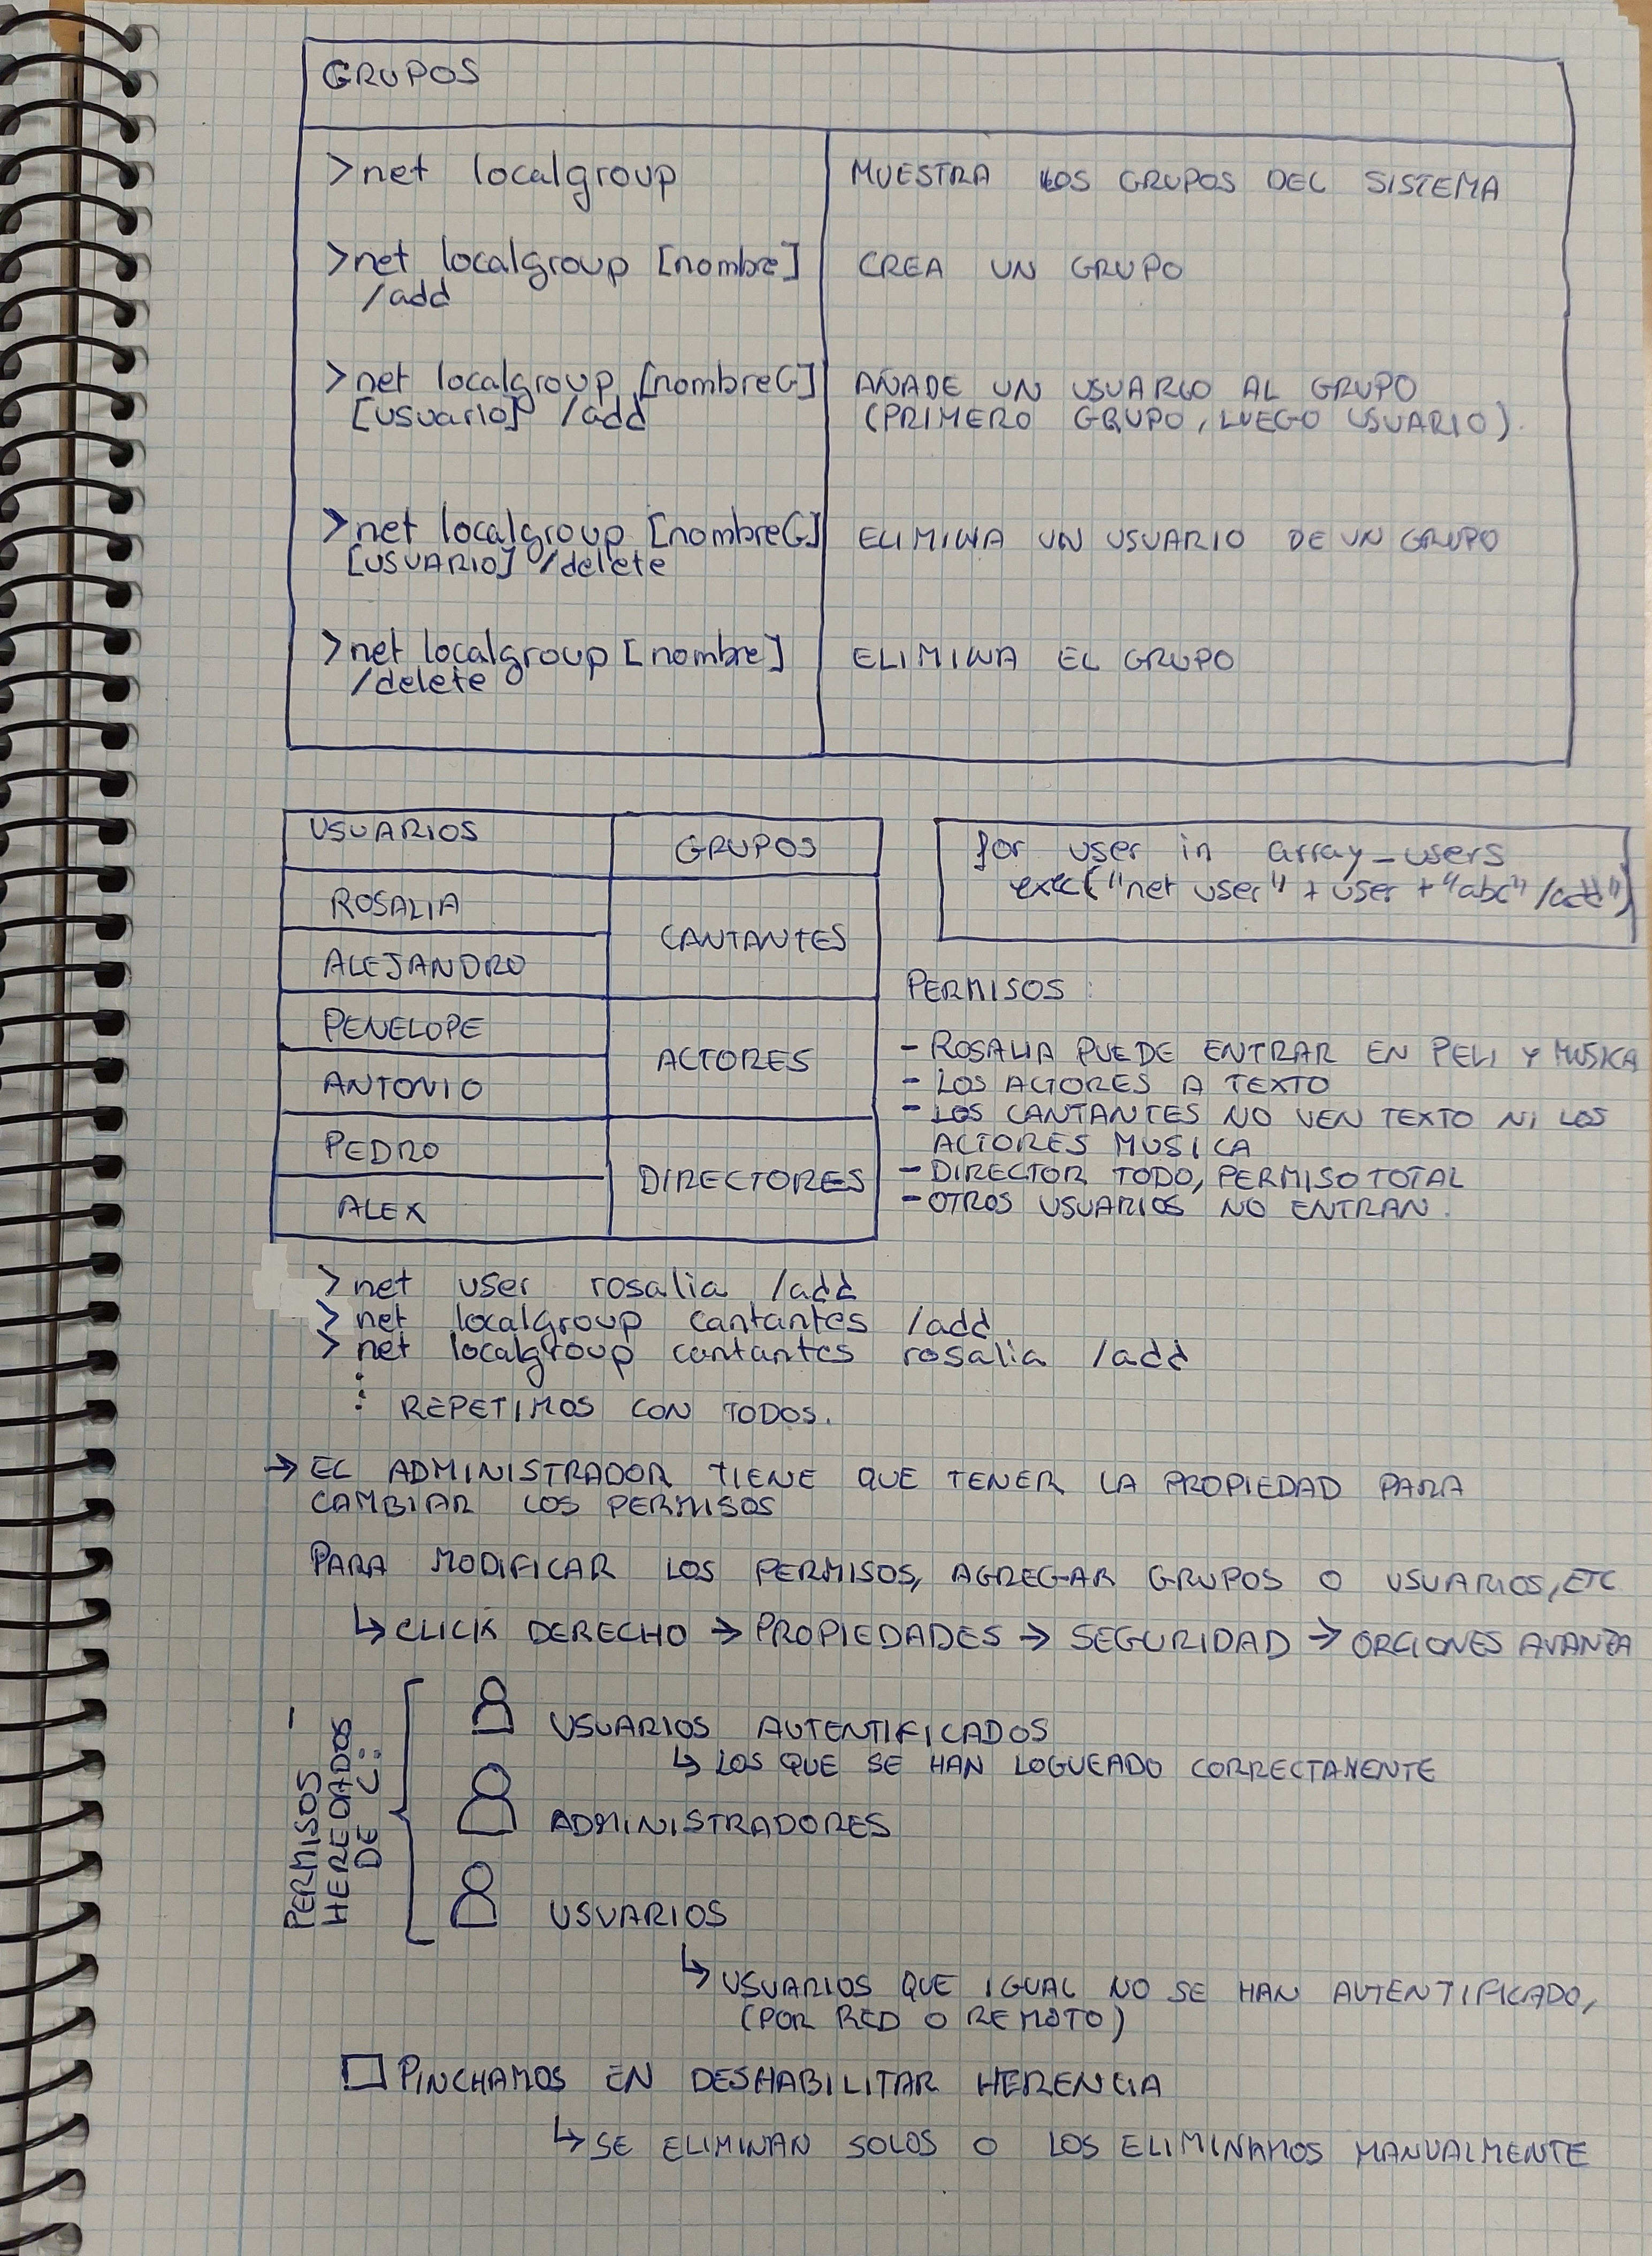 GRUPOS
>net localgroup
MUESTRA LOS GRUPOS DEL SISTEMA
>net localgroup [nombre]
/add
CREA UN GRUPO
>net localgroup [nombreG]
[usuario] /add
AÑADE UN USUARIO AL GRUPO
(PRIMERO GRUPO, LUEGO USUARIO).
>net localgroup [nombreG]
[USUARIO] /delete
ELIMINA UN USUARIO DE UN GRUPO
>net localgroup [nombre]
/delete
ELIMINA EL GRUPO
USUARIOS
GRUPOS
ROSALIA
ALEJANDRO
CANTANTES
PENELOPE
ANTONIO
ACTORES
PEDRO
ALEX
DIRECTORES
for user in array_users
exec("net user" + user + "abc" /add")
PERMISOS:
- ROSALIA PUEDE ENTRAR EN PELI Y MUSICA
- LOS ACTORES A TEXTO
- LOS CANTANTES NO VEN TEXTO NI LOS
ACTORES MUSICA
- DIRECTOR TODO, PERMISO TOTAL
- OTROS USUARIOS NO ENTRAN.
> net user rosalia /add
> net localgroup cantantes /add
> net localgroup cantantes rosalia /add
⋮ REPETIMOS CON TODOS.
→ EL ADMINISTRADOR TIENE QUE TENER LA PROPIEDAD PARA
CAMBIAR LOS PERMISOS
PARA MODIFICAR LOS PERMISOS, AGREGAR GRUPOS O USUARIOS, ETC
↳ CLICK DERECHO → PROPIEDADES → SEGURIDAD → OPCIONES AVANZA
PERMISOS
HEREDADOS
DE C:
USUARIOS AUTENTIFICADOS
↳ LOS QUE SE HAN LOGUEADO CORRECTAMENTE
ADMINISTRADORES
USUARIOS
↳ USUARIOS QUE IGUAL NO SE HAN AUTENTIFICADO,
(POR RED O REMOTO)
□ PINCHAMOS EN DESHABILITAR HERENCIA
↳ SE ELIMINAN SOLOS O LOS ELIMINAMOS MANUALMENTE